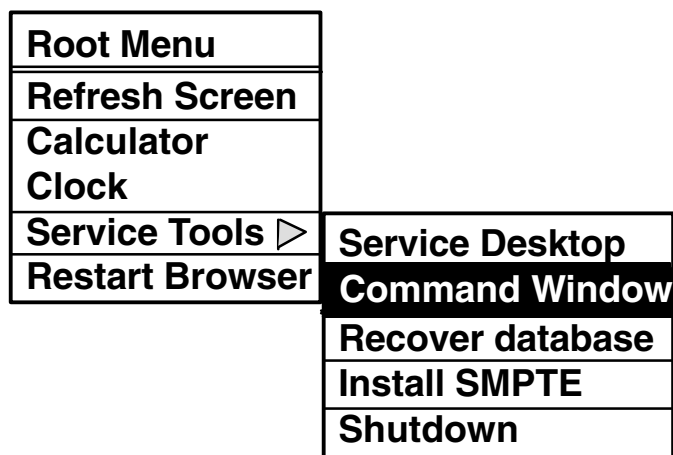 Root Menu
Refresh Screen
Calculator
Clock
Service Tools
Restart Browser
Service Desktop
Command Window
Recover database
Install SMPTE
Shutdown